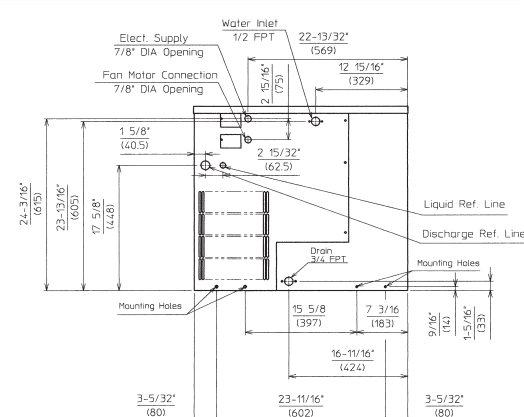 Water Inlet
1/2 FPT
Elect. Supply
7/8" DIA Opening
22-13/32"
(569)
Fan Motor Connection
7/8" DIA Opening
2 15/16"
(75)
12 15/16"
(329)
1 5/8"
(40.5)
2 15/32"
(62.5)
24-3/16"
(615)
23-13/16"
(605)
17 5/8"
(448)
Liquid Ref. Line
Discharge Ref. Line
Drain
3/4 FPT
Mounting Holes
Mounting Holes
15 5/8
(397)
7 3/16
(183)
9/16"
(14)
1-5/16"
(33)
16-11/16"
(424)
3-5/32"
(80)
23-11/16"
(602)
3-5/32"
(80)